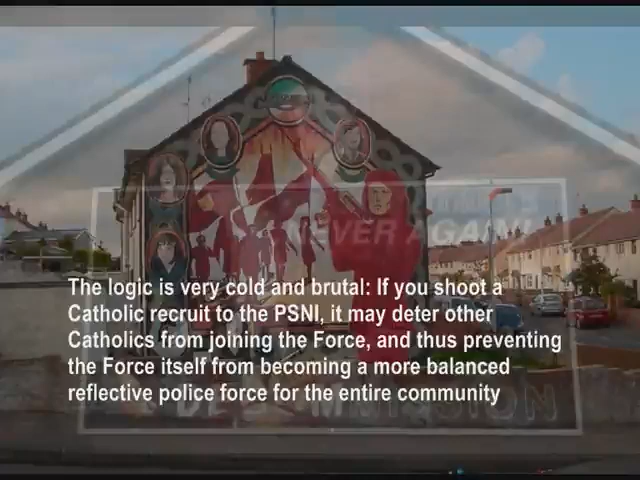 NEVER AGAIN!
The logic is very cold and brutal: If you shoot a
Catholic recruit to the PSNI, it may deter other
Catholics from joining the Force, and thus preventing
the Force itself from becoming a more balanced
reflective police force for the entire community